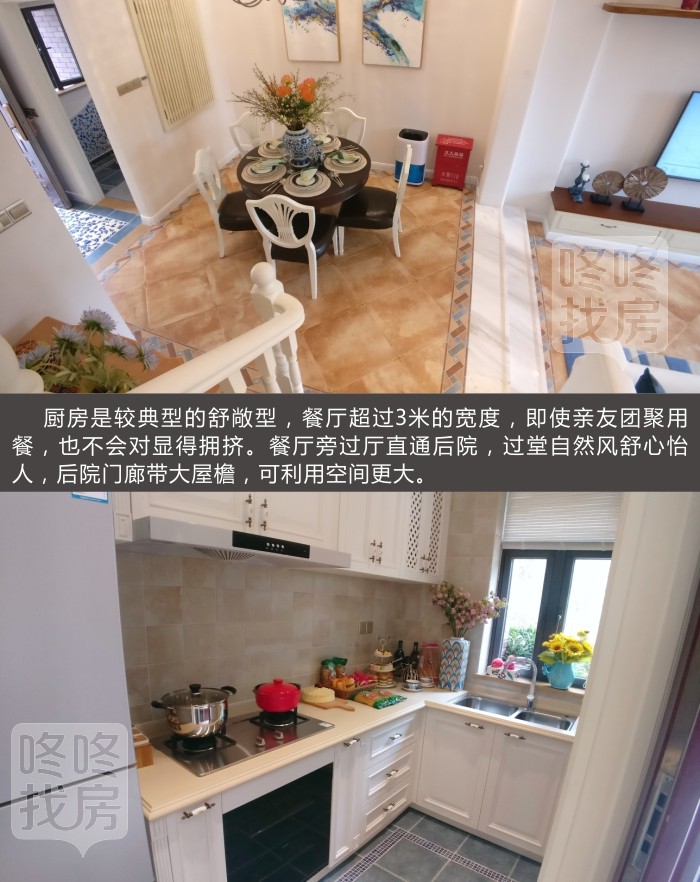 咚咚
找房
厨房是较典型的舒敞型，餐厅超过3米的宽度，即使亲友团聚用
餐，也不会对显得拥挤。餐厅旁过厅直通后院，过堂自然风舒心怡
人，后院门廊带大屋檐，可利用空间更大。
咚咚
找房